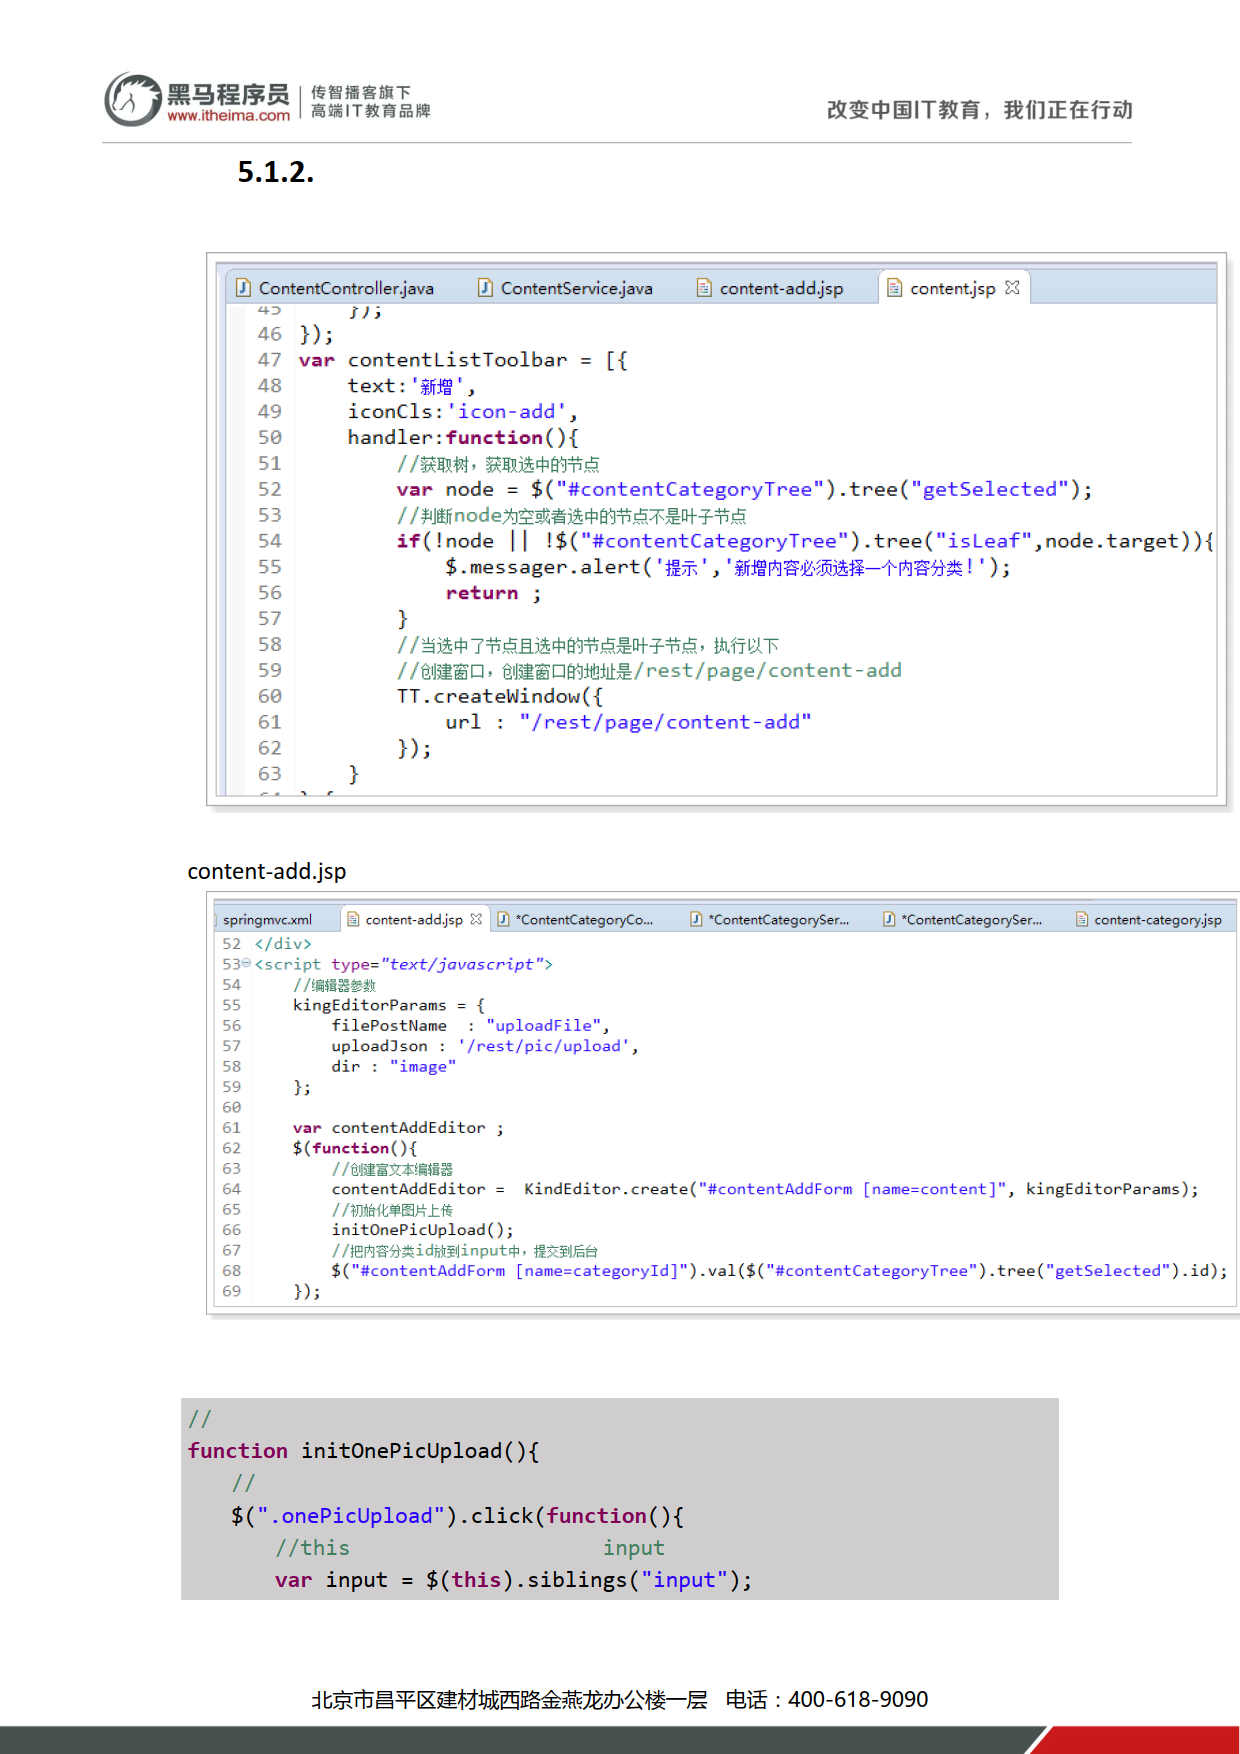 黑马程序员
www.itheima.com
传智播客旗下
高端IT教育品牌
改变中国IT教育，我们正在行动
5.1.2.
ContentController.java ContentService.java content-add.jsp content.jsp
45 });
46 });
47 var contentListToolbar = [{
48 text:'新增',
49 iconCls:'icon-add',
50 handler:function(){
51 //获取树，获取选中的节点
52 var node = $("#contentCategoryTree").tree("getSelected");
53 //判断node为空或者选中的节点不是叶子节点
54 if(!node || !$("#contentCategoryTree").tree("isLeaf",node.target)){
55 $.messager.alert('提示','新增内容必须选择一个内容分类!');
56 return ;
57 }
58 //当选中了节点且选中的节点是叶子节点，执行以下
59 //创建窗口，创建窗口的地址是/rest/page/content-add
60 TT.createWindow({
61 url : "/rest/page/content-add"
62 });
63 }
content-add.jsp
springmvc.xml content-add.jsp *ContentCategoryCo... *ContentCategorySer... *ContentCategorySer... content-category.jsp
52 </div>
53 <script type="text/javascript">
54 //编辑器参数
55 kingEditorParams = {
56 filePostName : "uploadFile",
57 uploadJson : '/rest/pic/upload',
58 dir : "image"
59 };
60
61 var contentAddEditor ;
62 $(function(){
63 //创建富文本编辑器
64 contentAddEditor = KindEditor.create("#contentAddForm [name=content]", kingEditorParams);
65 //初始化单图片上传
66 initOnePicUpload();
67 //把内容分类id放到input中，提交到后台
68 $("#contentAddForm [name=categoryId]").val($("#contentCategoryTree").tree("getSelected").id);
69 });
//
function initOnePicUpload(){
//
$(".onePicUpload").click(function(){
//this input
var input = $(this).siblings("input");
北京市昌平区建材城西路金燕龙办公楼一层 电话：400-618-9090